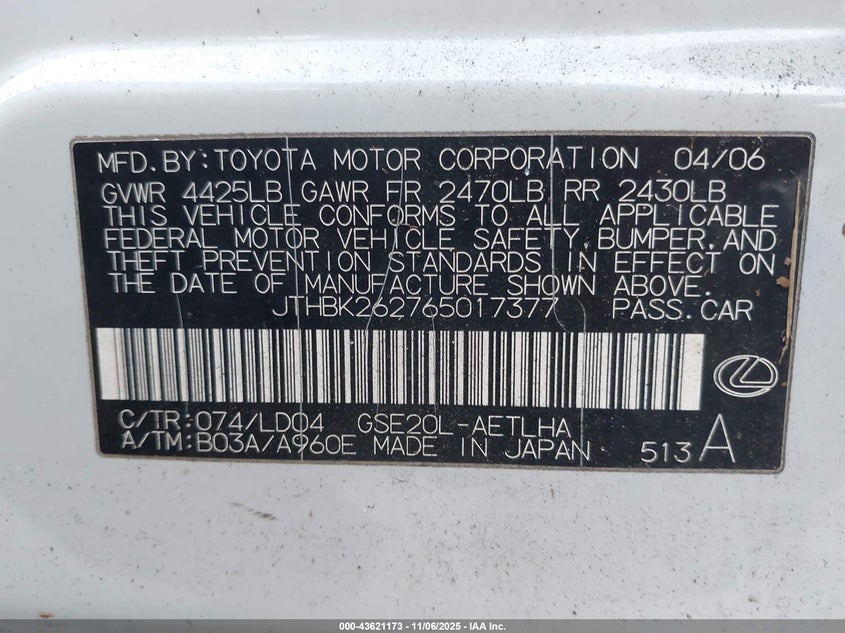 MFD.BY:TOYOTA MOTOR CORPORATION 04/06
GVWR 4425LB GAWR FR 2470LB RR 2430LB
THIS VEHICLE CONFORMS TO ALL APPLICABLE
FEDERAL MOTOR VEHICLE SAFETY,BUMPER,AND
THEFT PREVENTION STANDARDS IN EFFECT ON
THE DATE OF MANUFACTURE SHOWN ABOVE.
JTHBK262765017377 PASS.CAR
C/TR:074/LD04 GSE20L-AETLHA
A/TM:B03A/A960E MADE IN JAPAN 513 A
000-43621173 - 11/06/2025 - IAA Inc.